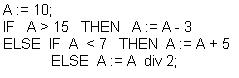 A := 10;
IF A > 15 THEN A := A - 3
ELSE IF A < 7 THEN A := A + 5
ELSE A := A div 2;